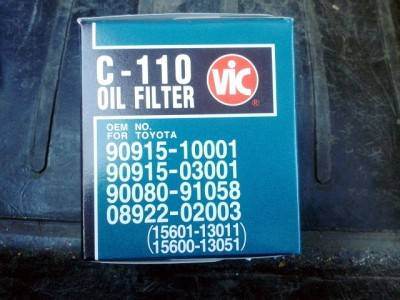 C-110
OIL FILTER
VIC ®
OEM NO.
FOR TOYOTA
90915-10001
90915-03001
90080-91058
08922-02003
(15601-13011
15600-13051)